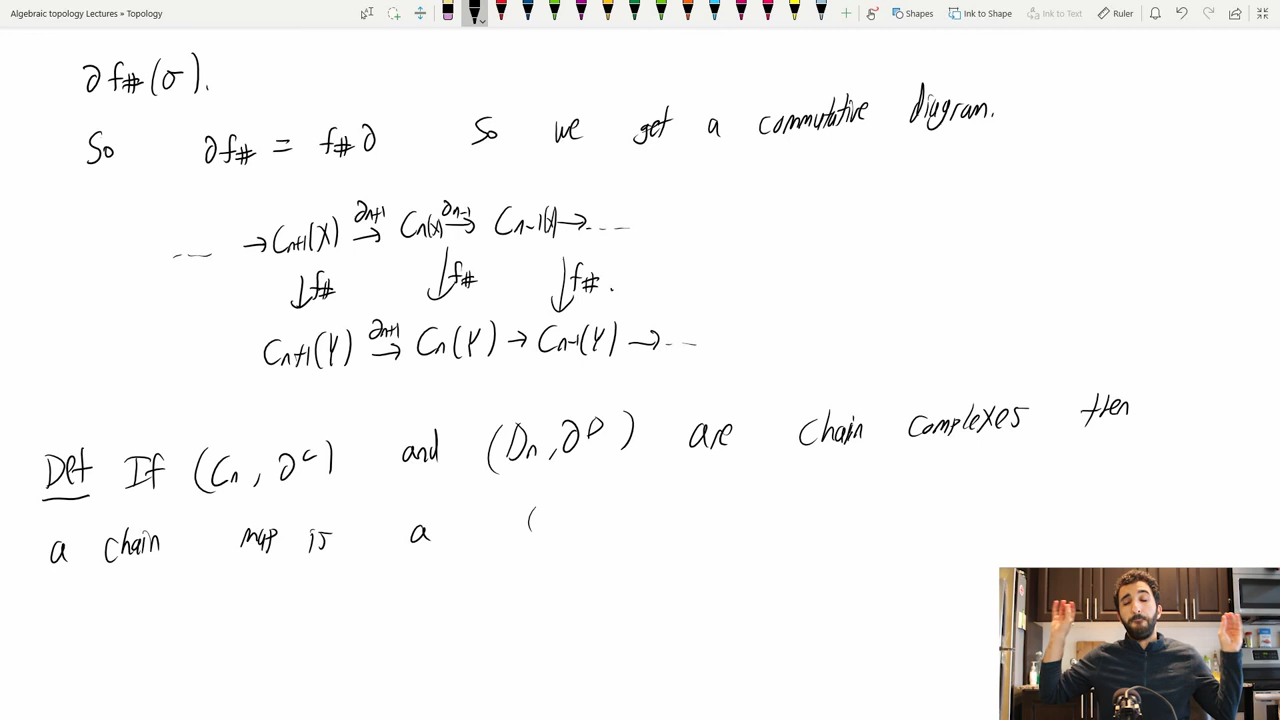 Algebraic topology Lectures » Topology
Shapes Ink to Shape Ink to Text Ruler
∂f#(σ).
So ∂f# = f#∂ So we get a commutative diagram.
.... → Cn+1(X) ∂n+1→ Cn(X) ∂n-1→ Cn-1(X) → ....
↓f# ↓f# ↓f#.
Cn+1(Y) ∂n+1→ Cn(Y) → Cn-1(Y) → ...
Def If (Cn, ∂^C) and (Dn, ∂^D) are chain complexes then
a chain map is a (